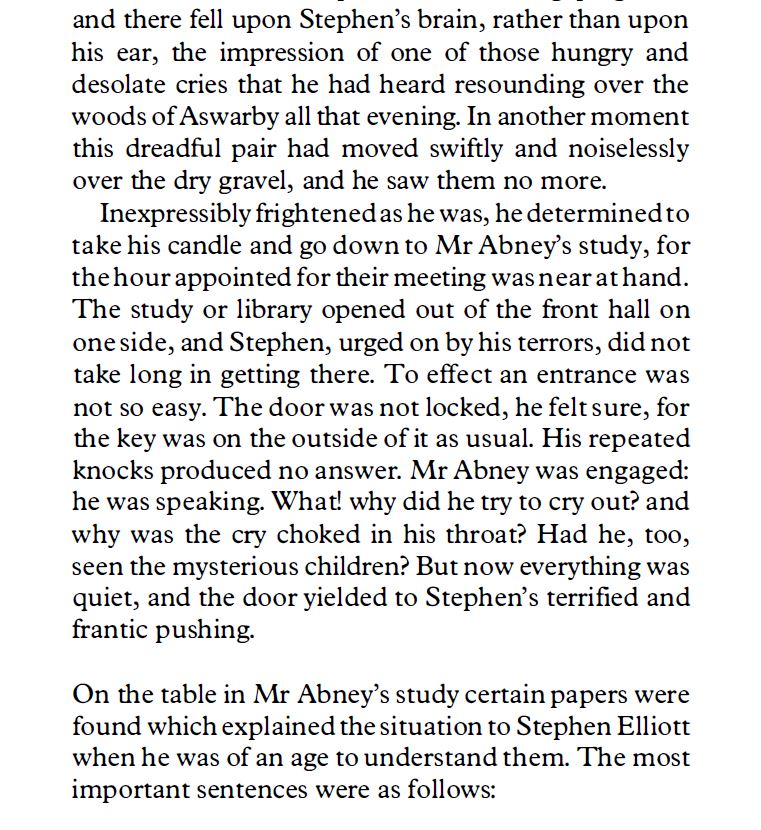 and there fell upon Stephen’s brain, rather than upon
his ear, the impression of one of those hungry and
desolate cries that he had heard resounding over the
woods of Aswarby all that evening. In another moment
this dreadful pair had moved swiftly and noiselessly
over the dry gravel, and he saw them no more.
Inexpressibly frightened as he was, he determined to
take his candle and go down to Mr Abney’s study, for
the hour appointed for their meeting was near at hand.
The study or library opened out of the front hall on
one side, and Stephen, urged on by his terrors, did not
take long in getting there. To effect an entrance was
not so easy. The door was not locked, he felt sure, for
the key was on the outside of it as usual. His repeated
knocks produced no answer. Mr Abney was engaged:
he was speaking. What! why did he try to cry out? and
why was the cry choked in his throat? Had he, too,
seen the mysterious children? But now everything was
quiet, and the door yielded to Stephen’s terrified and
frantic pushing.
On the table in Mr Abney’s study certain papers were
found which explained the situation to Stephen Elliott
when he was of an age to understand them. The most
important sentences were as follows: